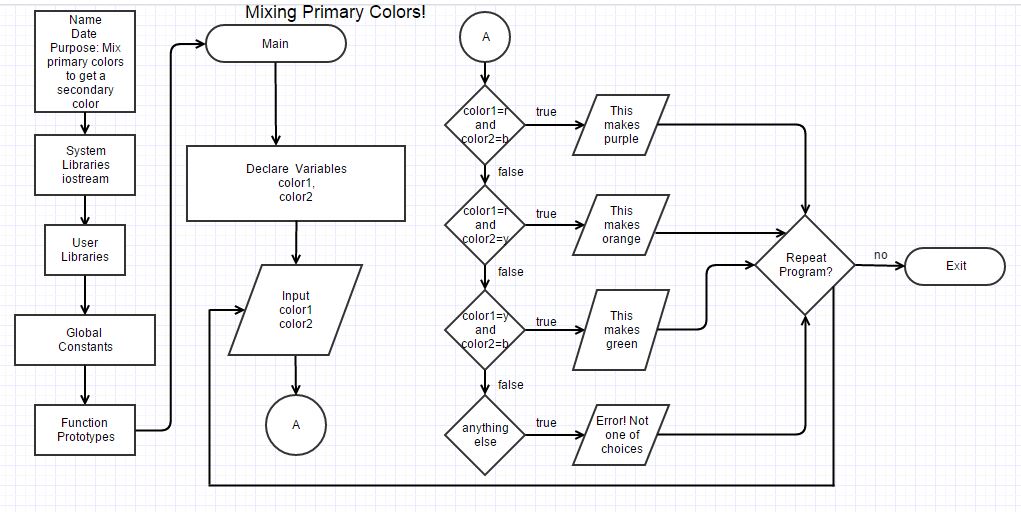 Mixing Primary Colors!
Name
Date
Purpose: Mix
primary colors
to get a
secondary
color
System
Libraries
iostream
User
Libraries
Global
Constants
Function
Prototypes
Main
Declare Variables
color1,
color2
Input
color1
color2
A
A
color1=r
and
color2=b
true
This
makes
purple
false
color1=r
and
color2=y
true
This
makes
orange
false
color1=y
and
color2=b
true
This
makes
green
false
anything
else
true
Error! Not
one of
choices
Repeat
Program?
no
Exit